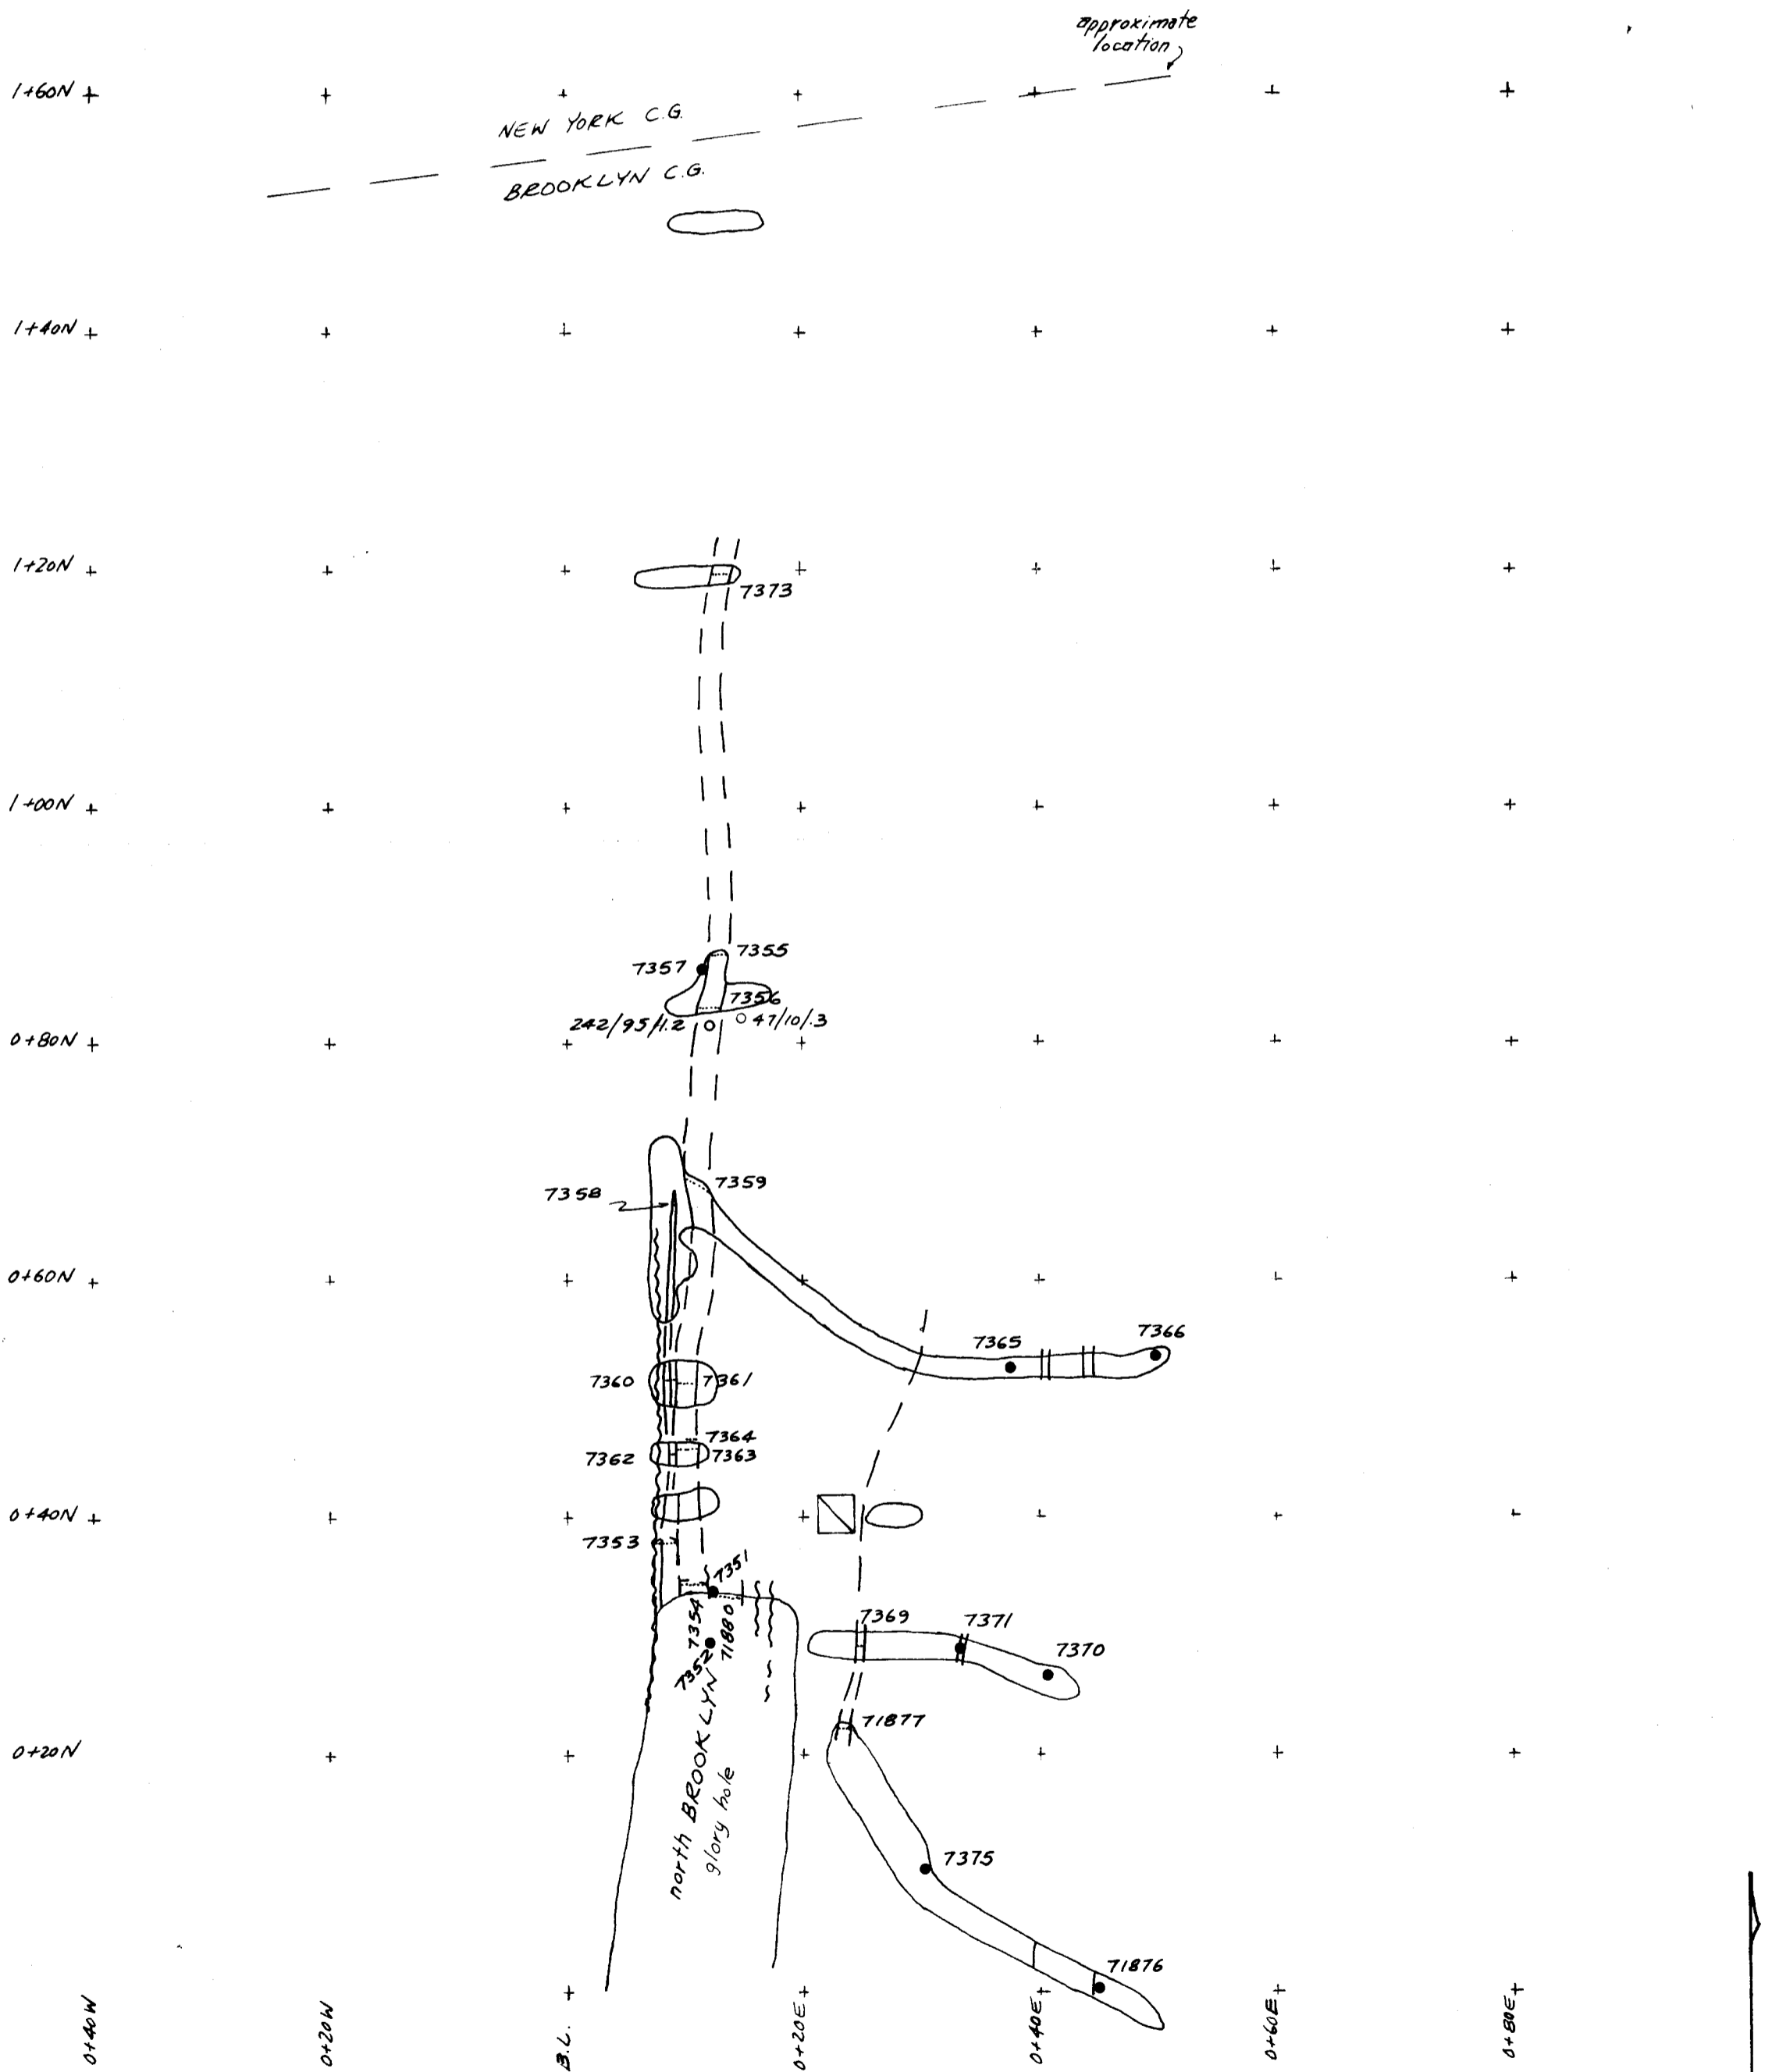 approximate
location
1+60N
NEW YORK C.G.
BROOKLYN C.G.
1+40N
1+20N
7373
1+00N
7355
7357
7356
242/95/1.2
47/10/.3
0+80N
7359
7358
0+60N
7365
7366
7360
7361
7364
7362
7363
0+40N
7353
7351
7354
71880
7352
7369
7371
7370
71877
0+20N
north BROOKLYN
glory hole
7375
71876
0+40W
0+20W
B.L.
0+20E
0+40E
0+60E
0+80E